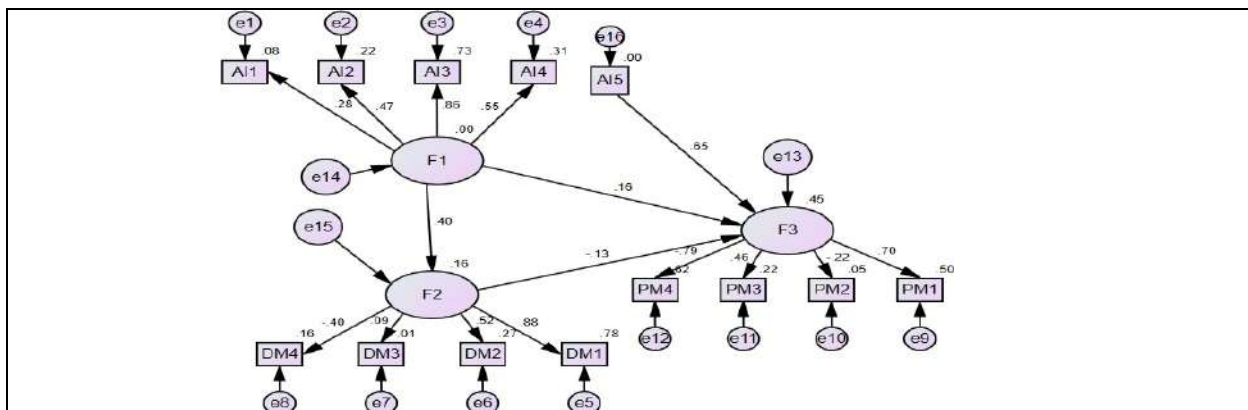 e1 e2 e3 e4 e16
.08 .22 .73 .31 .00
AI1 AI2 AI3 AI4 AI5
.28 .47 .86 .55
.00
F1
e14
.65
e13
.16
.45
.40
e15
F3
.16
-.13
F2
-.79 .46 -.22 .70
.62 .22 .05 .50
PM4 PM3 PM2 PM1
e12 e11 e10 e9
-.40 .09 .52 .88
.16 .01 .27 .78
DM4 DM3 DM2 DM1
e8 e7 e6 e5